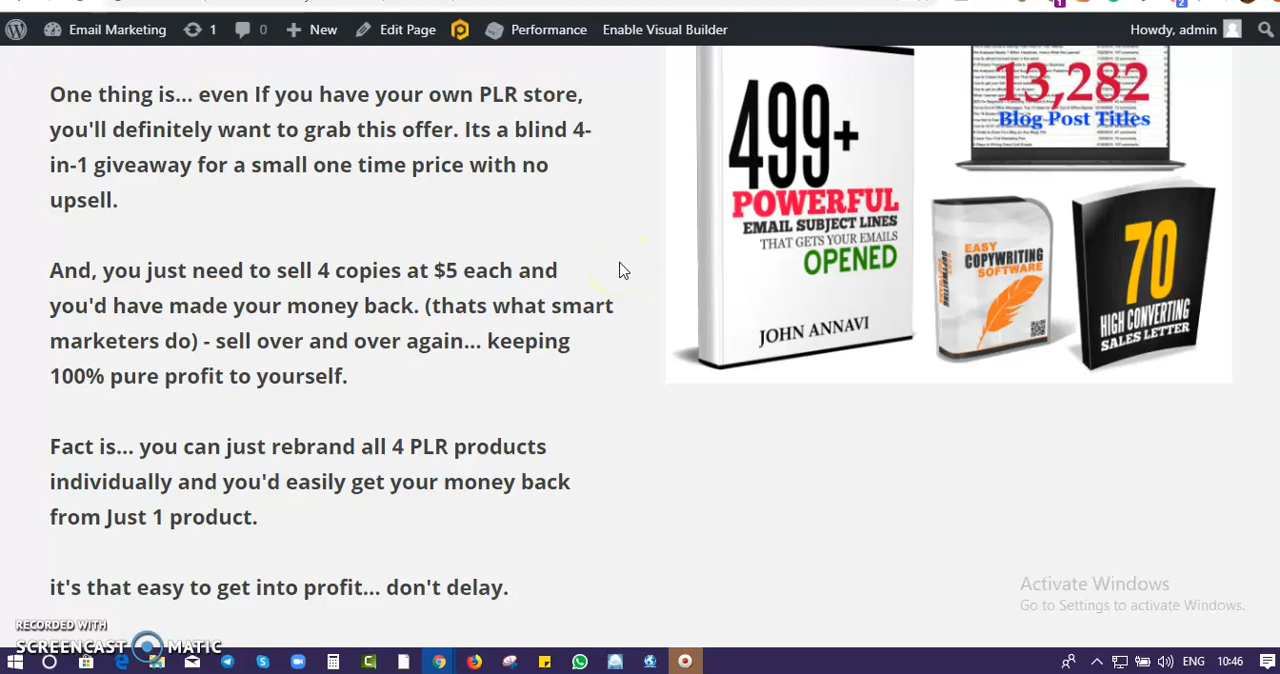 Email Marketing 1 0 New Edit Page Performance Enable Visual Builder Howdy, admin
One thing is... even If you have your own PLR store,
you'll definitely want to grab this offer. Its a blind 4-
in-1 giveaway for a small one time price with no
upsell.
And, you just need to sell 4 copies at $5 each and
you'd have made your money back. (thats what smart
marketers do) - sell over and over again... keeping
100% pure profit to yourself.
Fact is... you can just rebrand all 4 PLR products
individually and you'd easily get your money back
from Just 1 product.
it's that easy to get into profit... don't delay.
499+
POWERFUL
EMAIL SUBJECT LINES
THAT GETS YOUR EMAILS
OPENED
JOHN ANNAVI
13,282
Blog Post Titles
EASY
COPYWRITING
SOFTWARE
70
HIGH CONVERTING
SALES LETTER
Activate Windows
Go to Settings to activate Windows.
RECORDED WITH
SCREENCAST MATIC
ENG 10:46